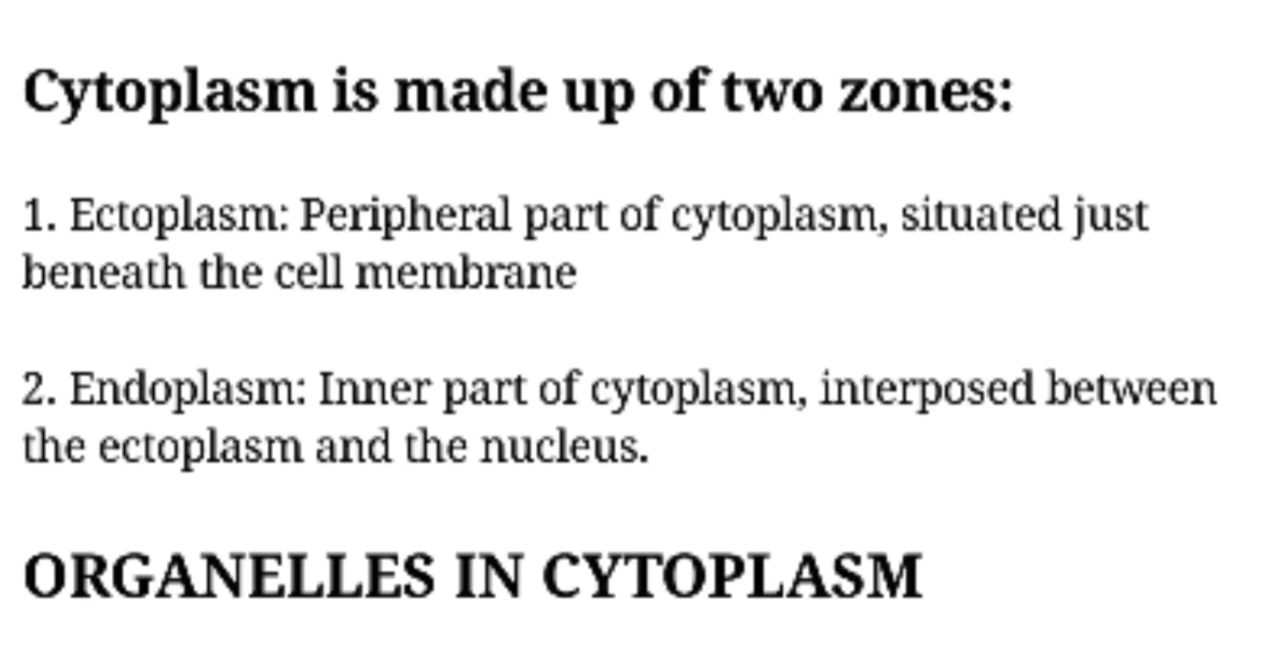 Cytoplasm is made up of two zones:
1. Ectoplasm: Peripheral part of cytoplasm, situated just
beneath the cell membrane
2. Endoplasm: Inner part of cytoplasm, interposed between
the ectoplasm and the nucleus.
ORGANELLES IN CYTOPLASM